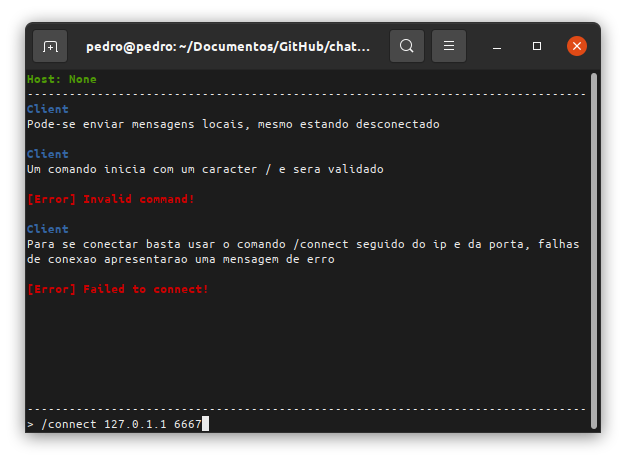 pedro@pedro: ~/Documentos/GitHub/chat...
Host: None
--------------------------------------------------------------------------------
Client
Pode-se enviar mensagens locais, mesmo estando desconectado
Client
Um comando inicia com um caracter / e sera validado
[Error] Invalid command!
Client
Para se conectar basta usar o comando /connect seguido do ip e da porta, falhas
de conexao apresentarao uma mensagem de erro
[Error] Failed to connect!
--------------------------------------------------------------------------------
> /connect 127.0.1.1 6667